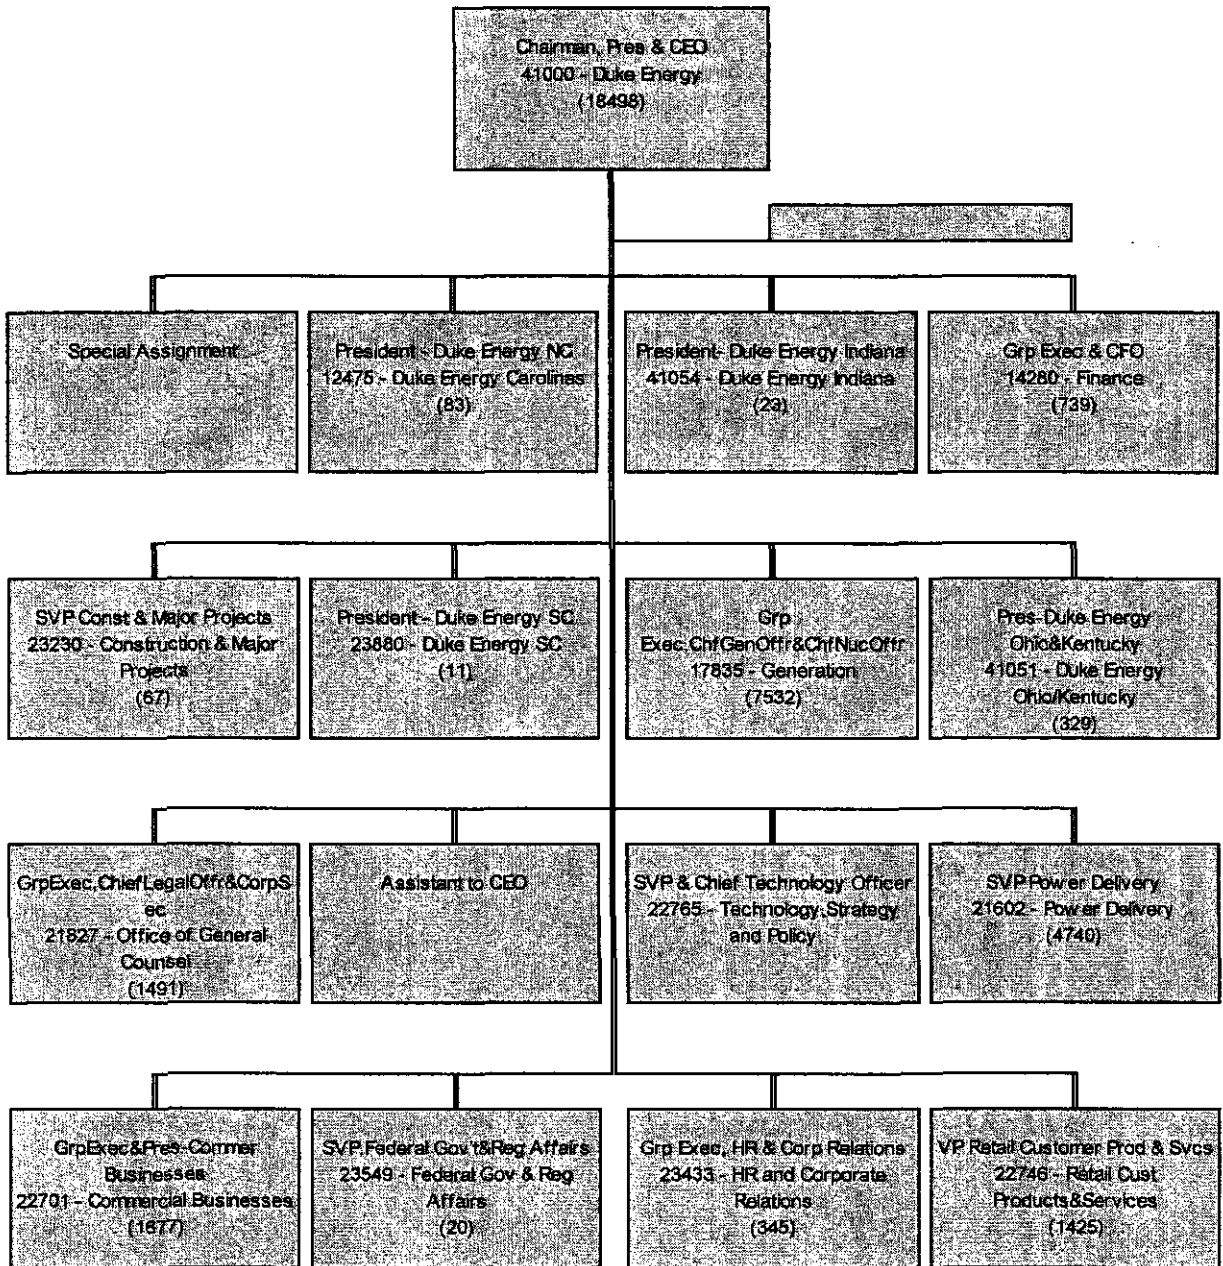 Chairman, Pres & CEO
41000 - Duke Energy
(18498)
Special Assignment
President - Duke Energy NC
12475 - Duke Energy Carolinas
(83)
President- Duke Energy Indiana
41054 - Duke Energy Indiana
(23)
Grp Exec & CFO
14280 - Finance
(739)
SVP Const & Major Projects
23230 - Construction & Major
Projects
(67)
President - Duke Energy SC
23880 - Duke Energy SC
(11)
Grp
Exec,ChfGenOffr&ChfNucOffr
17835 - Generation
(7532)
Pres-Duke Energy
Ohio&Kentucky
41051 - Duke Energy
Ohio/Kentucky
(329)
GrpExec,ChiefLegalOffr&CorpS
ec
21827 - Office of General
Counsel
(1491)
Assistant to CEO
SVP & Chief Technology Officer
22765 - Technology Strategy
and Policy
SVP Power Delivery
21602 - Power Delivery
(4740)
GrpExec&Pres-Commer
Businesses
22701 - Commercial Businesses
(1677)
SVP Federal Gov't&Reg Affairs
23549 - Federal Gov & Reg
Affairs
(20)
Grp Exec, HR & Corp Relations
23433 - HR and Corporate
Relations
(345)
VP Retail Customer Prod & Svcs
22746 - Retail Cust
Products&Services
(1425)